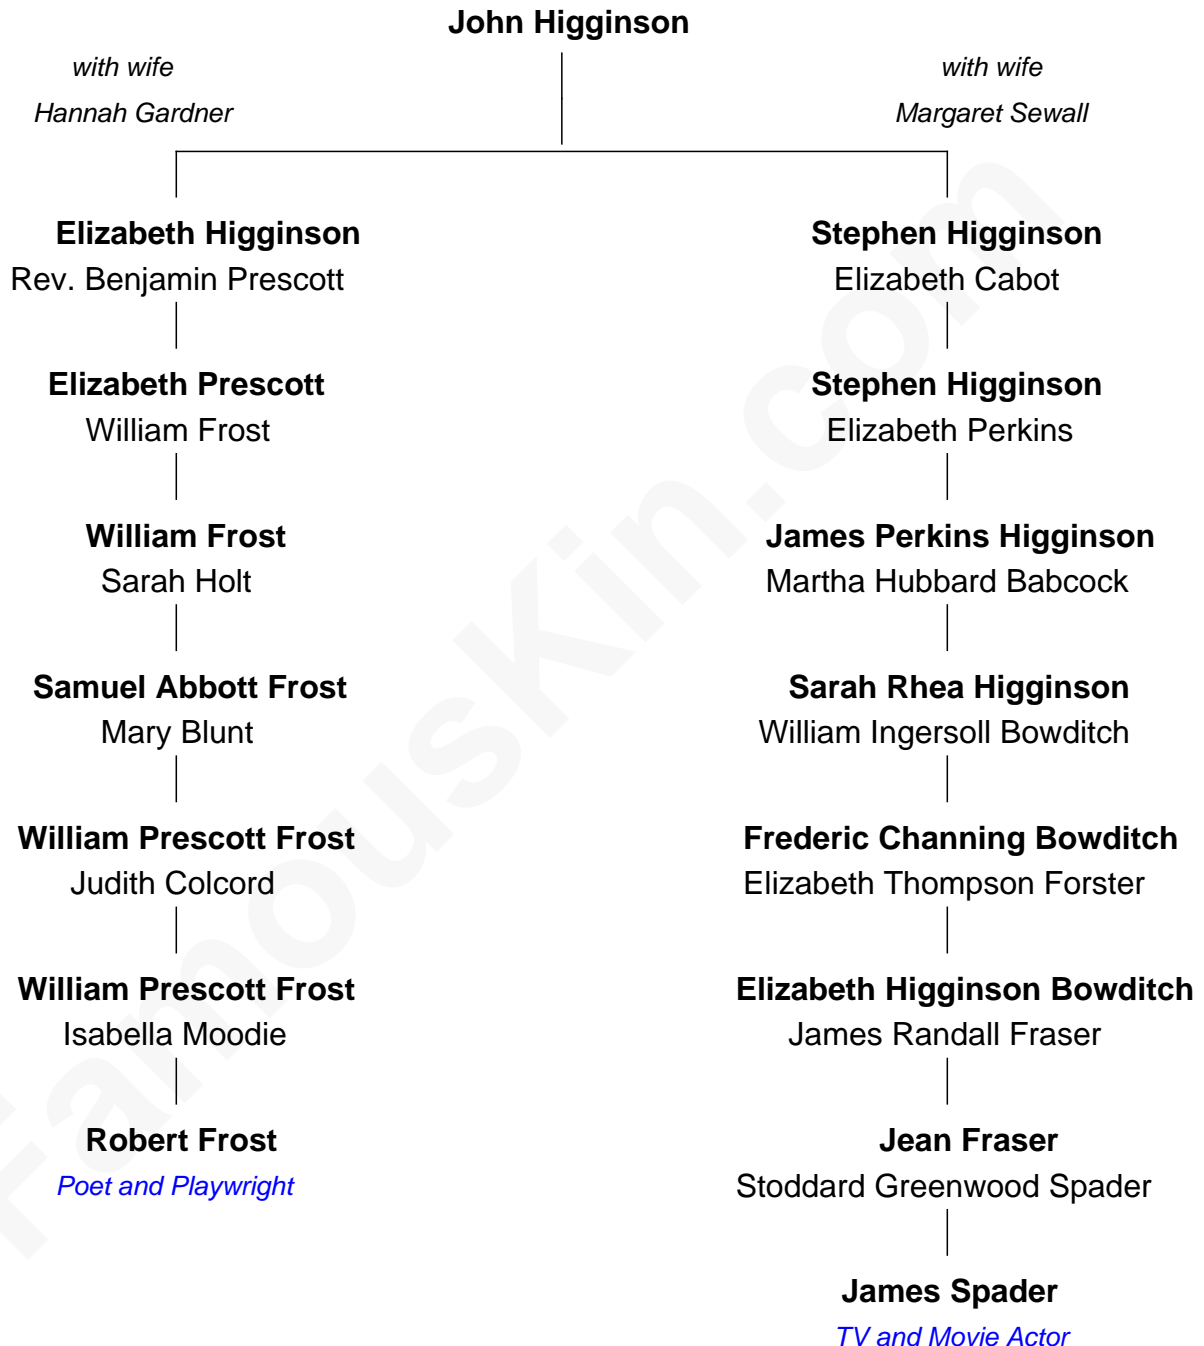 John Higginson
with wife
Hannah Gardner
with wife
Margaret Sewall
Elizabeth Higginson
Rev. Benjamin Prescott
Elizabeth Prescott
William Frost
William Frost
Sarah Holt
Samuel Abbott Frost
Mary Blunt
William Prescott Frost
Judith Colcord
William Prescott Frost
Isabella Moodie
Robert Frost
Poet and Playwright
Stephen Higginson
Elizabeth Cabot
Stephen Higginson
Elizabeth Perkins
James Perkins Higginson
Martha Hubbard Babcock
Sarah Rhea Higginson
William Ingersoll Bowditch
Frederic Channing Bowditch
Elizabeth Thompson Forster
Elizabeth Higginson Bowditch
James Randall Fraser
Jean Fraser
Stoddard Greenwood Spader
James Spader
TV and Movie Actor
FamousKin.com